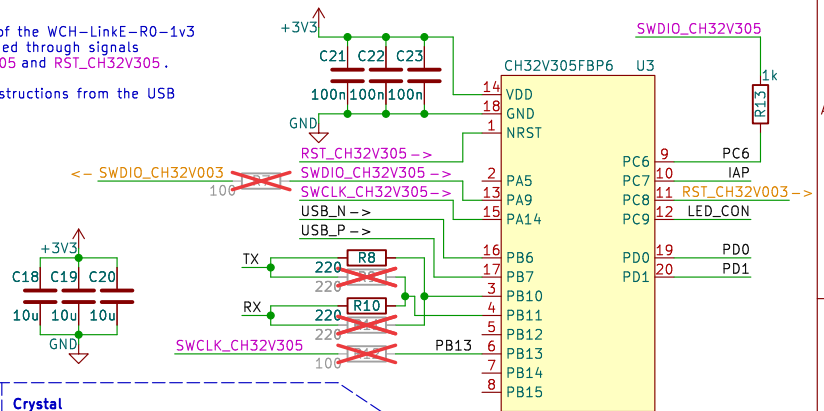 of the WCH-LinkE-R0-1v3
ed through signals
05 and RST_CH32V305.
structions from the USB
+3V3
C21
C22
C23
100n
100n
100n
GND
SWDIO_CH32V305
1k
R13
CH32V305FBP6
U3
14
VDD
18
GND
1
NRST
RST_CH32V305->
<- SWDIO_CH32V003
100
SWDIO_CH32V305->
SWCLK_CH32V305->
USB_N->
USB_P->
2
PA5
13
PA9
15
PA14
16
PB6
17
PB7
3
PB10
4
PB11
5
PB12
6
PB13
7
PB14
8
PB15
PC6
9
PC6
PC7
10
IAP
PC8
11
RST_CH32V003->
PC9
12
LED_CON
PD0
19
PD0
PD1
20
PD1
+3V3
C18
C19
C20
10u
10u
10u
GND
TX
220
R8
220
RX
220
R10
220
SWCLK_CH32V305
100
PB13
Crystal